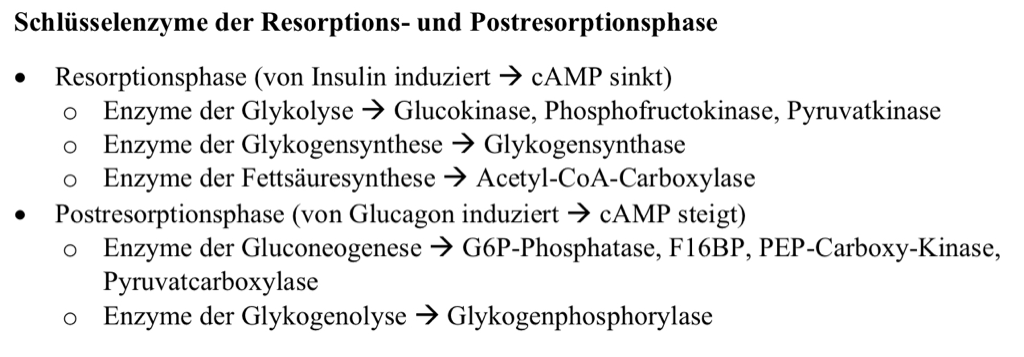 Schlüsselenzyme der Resorptions- und Postresorptionsphase
• Resorptionsphase (von Insulin induziert → cAMP sinkt)
o Enzyme der Glykolyse → Glucokinase, Phosphofructokinase, Pyruvatkinase
o Enzyme der Glykogensynthese → Glykogensynthase
o Enzyme der Fettsäuresynthese → Acetyl-CoA-Carboxylase
• Postresorptionsphase (von Glucagon induziert → cAMP steigt)
o Enzyme der Gluconeogenese → G6P-Phosphatase, F16BP, PEP-Carboxy-Kinase,
Pyruvatcarboxylase
o Enzyme der Glykogenolyse → Glykogenphosphorylase